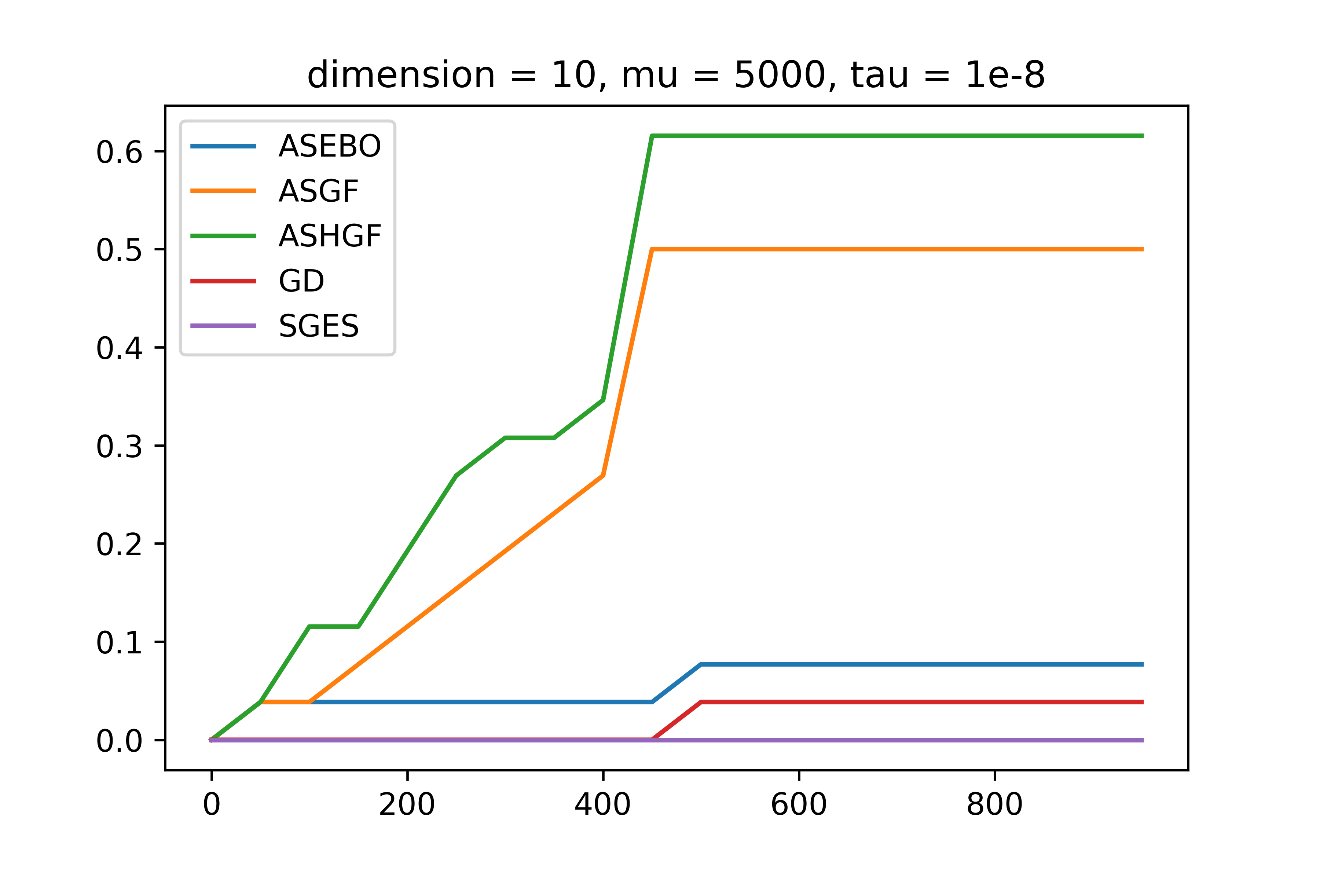 dimension = 10, mu = 5000, tau = 1e-8
ASEBO
ASGF
ASHGF
GD
SGES
0.6
0.5
0.4
0.3
0.2
0.1
0.0
0 200 400 600 800